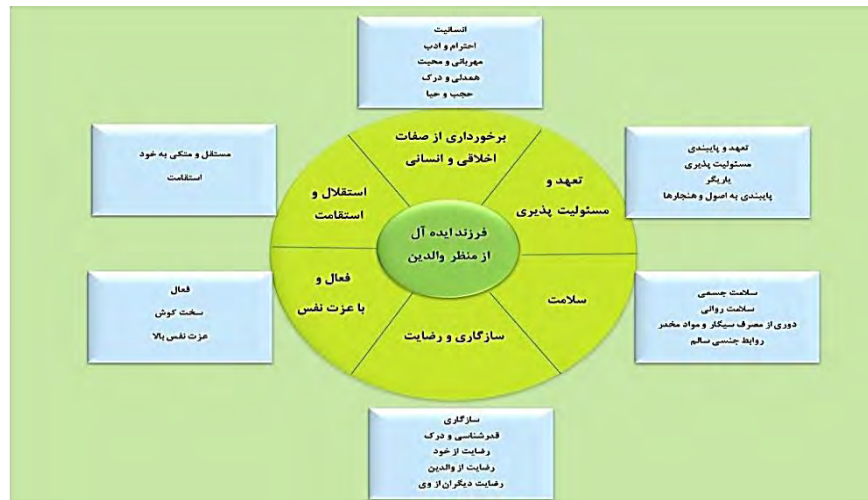 انسانیت
احترام و ادب
مهربانی و محبت
همدلی و درک
حجب و حیا
برخورداری از صفات
اخلاقی و انسانی
تعهد و پایبندی
مسئولیت پذیری
یاریگر
پایبندی به اصول و هنجارها
تعهد و
مسئولیت پذیری
مستقل و متکی به خود
استقامت
استقلال و
استقامت
فرزند ایده آل
از منظر والدین
سلامت جسمی
سلامت روانی
دوری از مصرف سیگار و مواد مخدر
روابط جنسی سالم
سلامت
فعال
سخت کوش
عزت نفس بالا
فعال و
با عزت نفس
سازگاری و رضایت
سازگاری
قدرشناسی و درک
رضایت از خود
رضایت از والدین
رضایت دیگران از وی